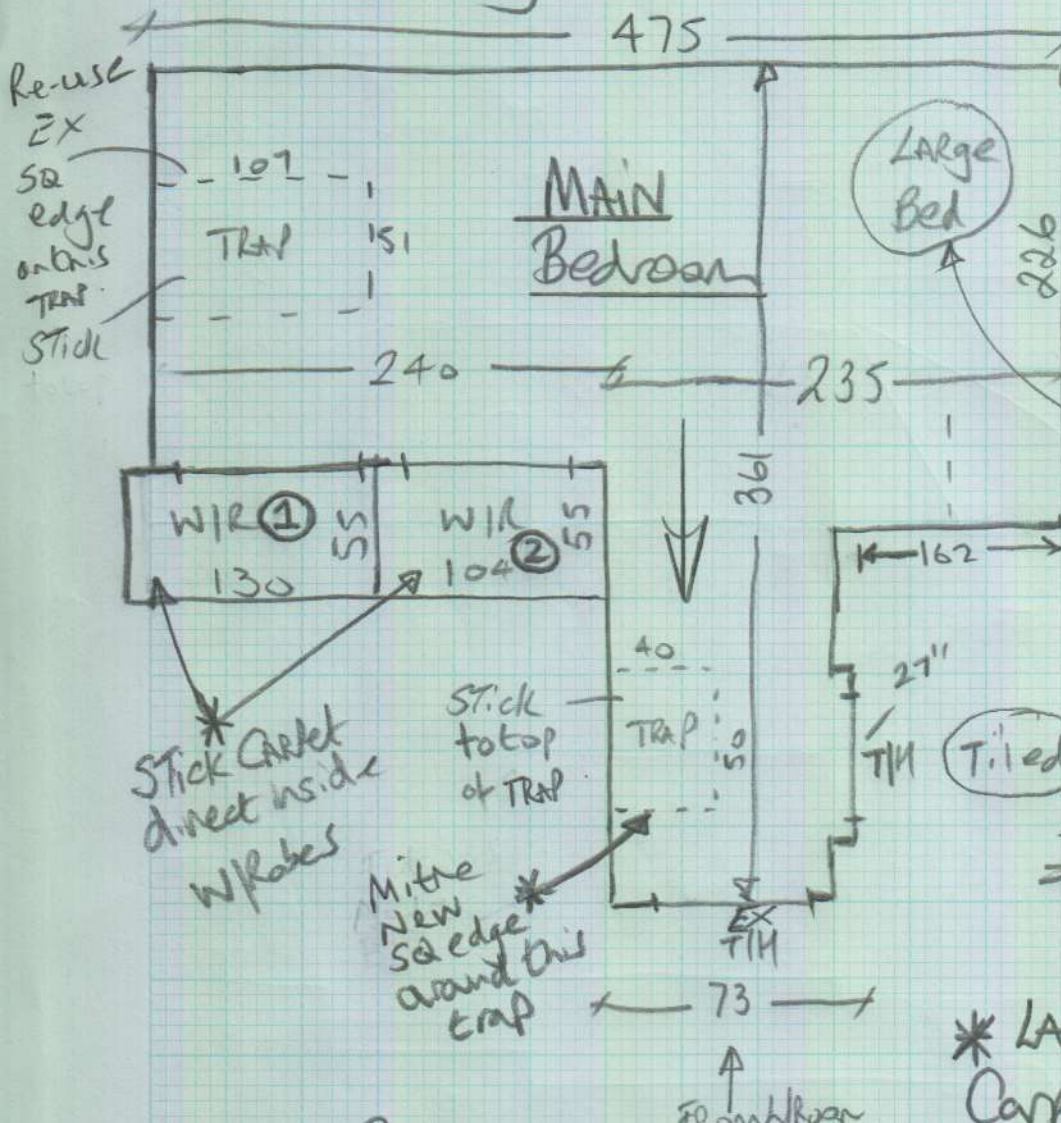 475
Re-use
EX
SQ
edge
on this
TRAP
Stick
107
TRAP
151
MAIN
Bedroom
LARge
Bed
226
240
235
361
W/R ①
55
130
W/R ②
55
104
162
40
TRAP
50
Stick
to top
of TRAP
27"
T/H
Tiled
Stick CARPet
direct inside
W/Robes
Mitre
New
SQ edge
around this
trap
EX
T/H
73
LA
Carp